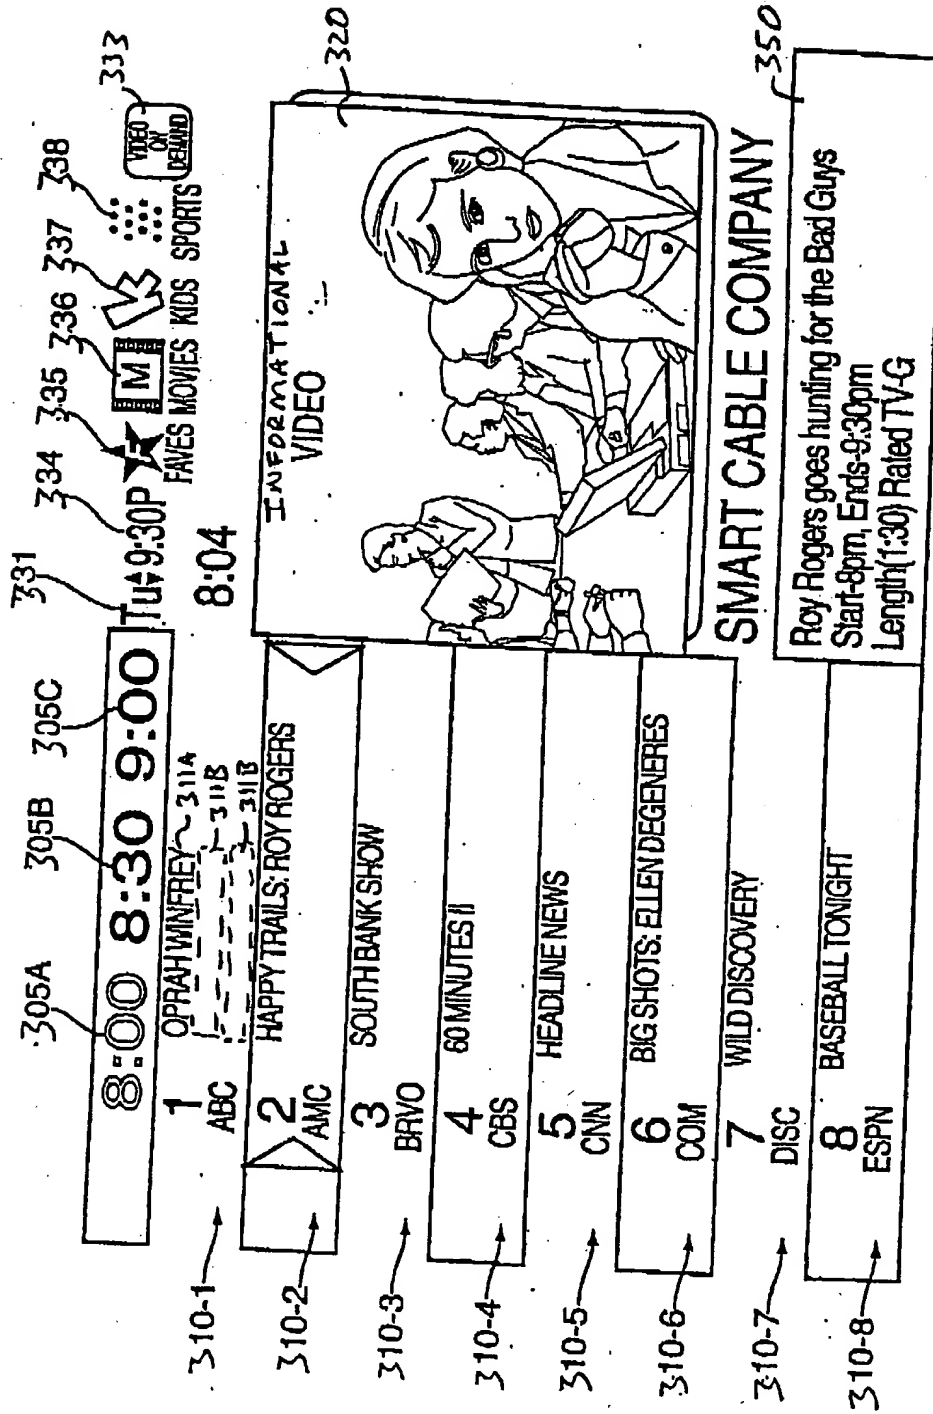 305A 305B 305C 331 334 335 336 337 338 333
8:00 8:30 9:00 Tu 9:30P F M VIDEO ON DEMAND
FAVES MOVIES KIDS SPORTS
8:04
310-1 1 ABC OPRAH WINFREY 311A
311B
311B
310-2 2 AMC HAPPY TRAILS: ROY ROGERS
310-3 3 BRVO SOUTH BANK SHOW
310-4 4 CBS 60 MINUTES II
310-5 5 CNN HEADLINE NEWS
310-6 6 COM BIG SHOTS: ELLEN DEGENERES
310-7 7 DISC WILD DISCOVERY
310-8 8 ESPN BASEBALL TONIGHT
INFORMATIONAL
VIDEO
320
SMART CABLE COMPANY
350
Roy Rogers goes hunting for the Bad Guys
Start-8pm, Ends-9:30pm
Length(1:30) Rated TV-G